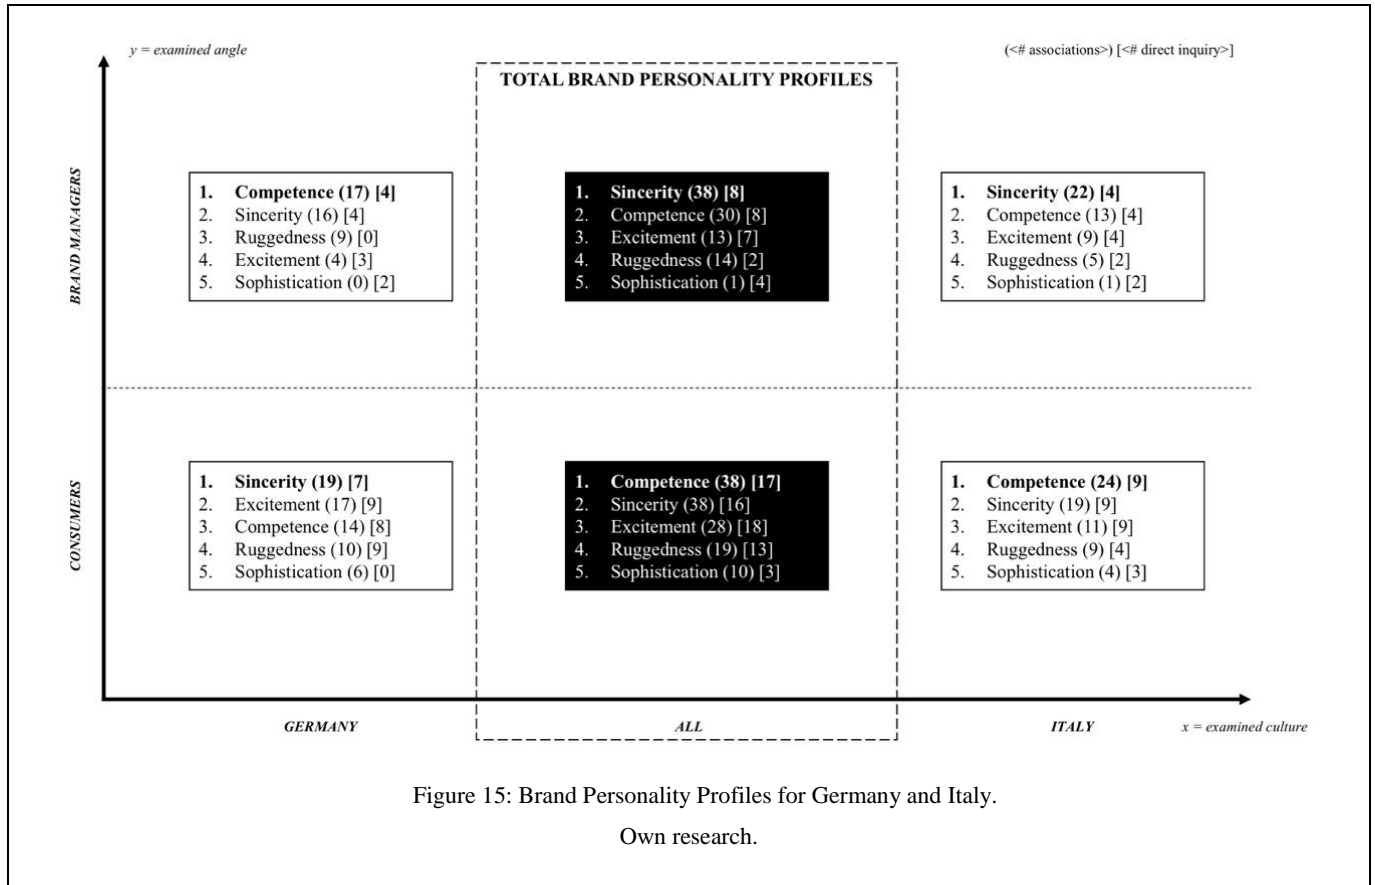 y = examined angle
(<# associations>) [<# direct inquiry>]
TOTAL BRAND PERSONALITY PROFILES
BRAND MANAGERS
1. Competence (17) [4]
2. Sincerity (16) [4]
3. Ruggedness (9) [0]
4. Excitement (4) [3]
5. Sophistication (0) [2]
1. Sincerity (38) [8]
2. Competence (30) [8]
3. Excitement (13) [7]
4. Ruggedness (14) [2]
5. Sophistication (1) [4]
1. Sincerity (22) [4]
2. Competence (13) [4]
3. Excitement (9) [4]
4. Ruggedness (5) [2]
5. Sophistication (1) [2]
CONSUMERS
1. Sincerity (19) [7]
2. Excitement (17) [9]
3. Competence (14) [8]
4. Ruggedness (10) [9]
5. Sophistication (6) [0]
1. Competence (38) [17]
2. Sincerity (38) [16]
3. Excitement (28) [18]
4. Ruggedness (19) [13]
5. Sophistication (10) [3]
1. Competence (24) [9]
2. Sincerity (19) [9]
3. Excitement (11) [9]
4. Ruggedness (9) [4]
5. Sophistication (4) [3]
GERMANY
ALL
ITALY
x = examined culture
Figure 15: Brand Personality Profiles for Germany and Italy.
Own research.